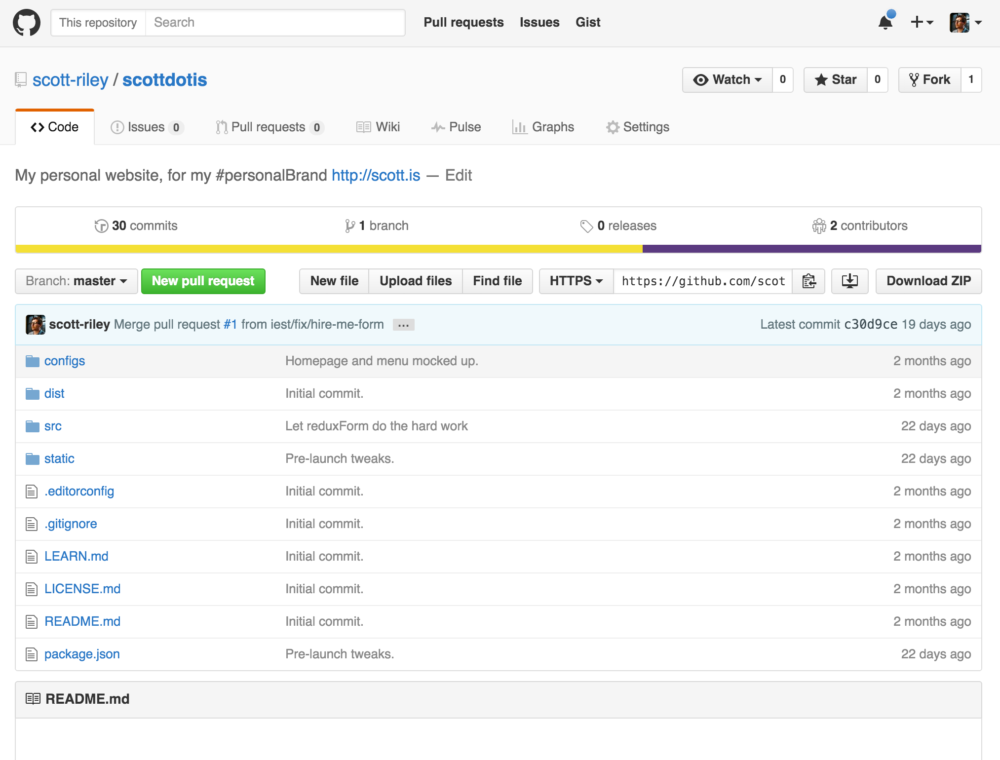 This repository Search Pull requests Issues Gist
scott-riley / scottdotis Watch 0 Star 0 Fork 1
Code Issues 0 Pull requests 0 Wiki Pulse Graphs Settings
My personal website, for my #personalBrand http://scott.is — Edit
30 commits 1 branch 0 releases 2 contributors
Branch: master New pull request New file Upload files Find file HTTPS https://github.com/scot Download ZIP
scott-riley Merge pull request #1 from iest/fix/hire-me-form ... Latest commit c30d9ce 19 days ago
configs Homepage and menu mocked up. 2 months ago
dist Initial commit. 2 months ago
src Let reduxForm do the hard work 22 days ago
static Pre-launch tweaks. 22 days ago
.editorconfig Initial commit. 2 months ago
.gitignore Initial commit. 2 months ago
LEARN.md Initial commit. 2 months ago
LICENSE.md Initial commit. 2 months ago
README.md Initial commit. 2 months ago
package.json Pre-launch tweaks. 22 days ago
README.md